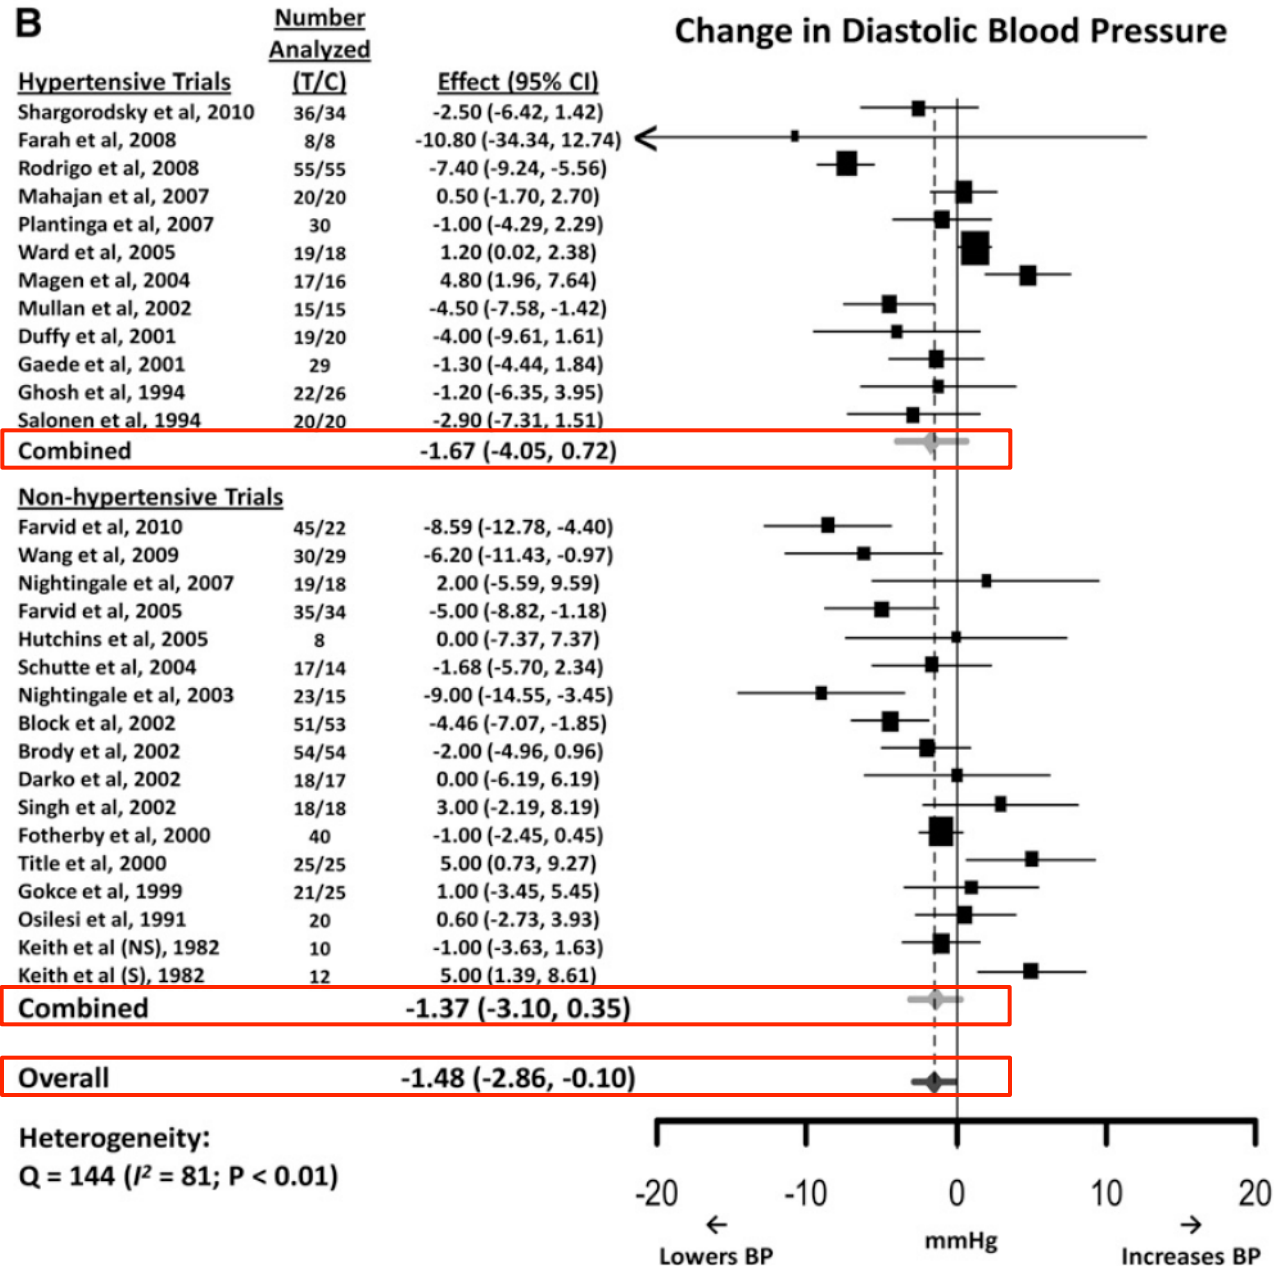 B
Number
Analyzed
Change in Diastolic Blood Pressure
Hypertensive Trials (T/C) Effect (95% CI)
Shargorodsky et al, 2010 36/34 -2.50 (-6.42, 1.42)
Farah et al, 2008 8/8 -10.80 (-34.34, 12.74)
Rodrigo et al, 2008 55/55 -7.40 (-9.24, -5.56)
Mahajan et al, 2007 20/20 0.50 (-1.70, 2.70)
Plantinga et al, 2007 30 -1.00 (-4.29, 2.29)
Ward et al, 2005 19/18 1.20 (0.02, 2.38)
Magen et al, 2004 17/16 4.80 (1.96, 7.64)
Mullan et al, 2002 15/15 -4.50 (-7.58, -1.42)
Duffy et al, 2001 19/20 -4.00 (-9.61, 1.61)
Gaede et al, 2001 29 -1.30 (-4.44, 1.84)
Ghosh et al, 1994 22/26 -1.20 (-6.35, 3.95)
Salonen et al, 1994 20/20 -2.90 (-7.31, 1.51)
Combined -1.67 (-4.05, 0.72)
Non-hypertensive Trials
Farvid et al, 2010 45/22 -8.59 (-12.78, -4.40)
Wang et al, 2009 30/29 -6.20 (-11.43, -0.97)
Nightingale et al, 2007 19/18 2.00 (-5.59, 9.59)
Farvid et al, 2005 35/34 -5.00 (-8.82, -1.18)
Hutchins et al, 2005 8 0.00 (-7.37, 7.37)
Schutte et al, 2004 17/14 -1.68 (-5.70, 2.34)
Nightingale et al, 2003 23/15 -9.00 (-14.55, -3.45)
Block et al, 2002 51/53 -4.46 (-7.07, -1.85)
Brody et al, 2002 54/54 -2.00 (-4.96, 0.96)
Darko et al, 2002 18/17 0.00 (-6.19, 6.19)
Singh et al, 2002 18/18 3.00 (-2.19, 8.19)
Fotherby et al, 2000 40 -1.00 (-2.45, 0.45)
Title et al, 2000 25/25 5.00 (0.73, 9.27)
Gokce et al, 1999 21/25 1.00 (-3.45, 5.45)
Osilesi et al, 1991 20 0.60 (-2.73, 3.93)
Keith et al (NS), 1982 10 -1.00 (-3.63, 1.63)
Keith et al (S), 1982 12 5.00 (1.39, 8.61)
Combined -1.37 (-3.10, 0.35)
Overall -1.48 (-2.86, -0.10)
Heterogeneity:
Q = 144 (I² = 81; P < 0.01)
-20 -10 0 10 20
← mmHg →
Lowers BP Increases BP